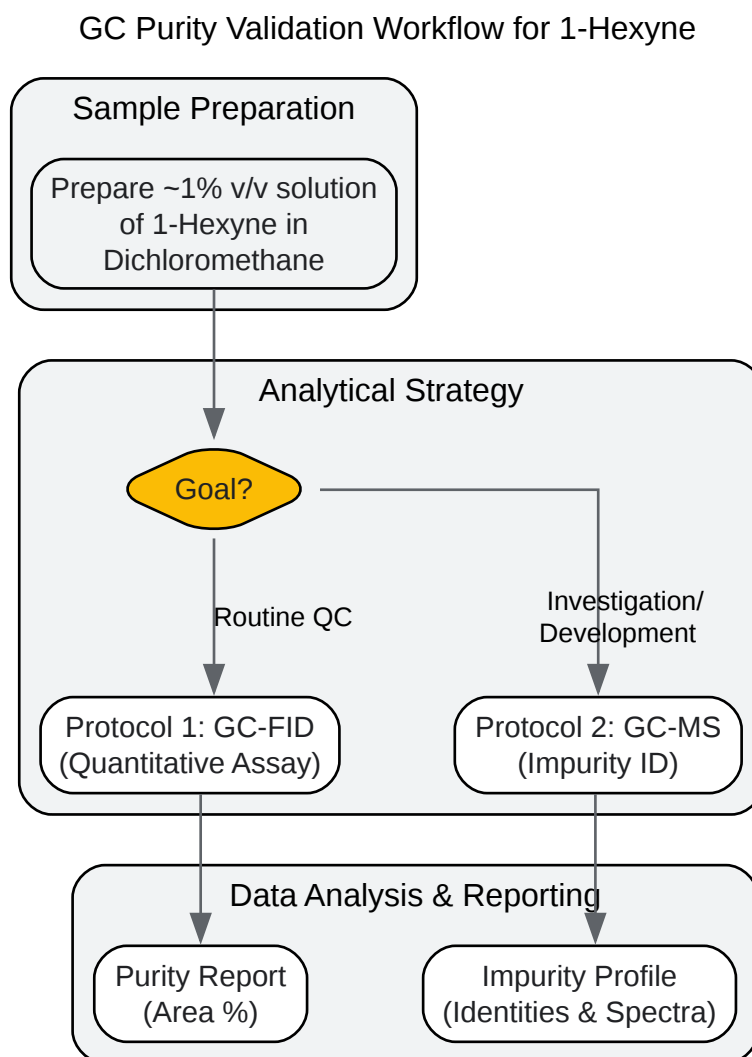 GC Purity Validation Workflow for 1-Hexyne
Sample Preparation
Prepare ~1% v/v solution
of 1-Hexyne in
Dichloromethane
Analytical Strategy
Goal?
Routine QC
Investigation/
Development
Protocol 1: GC-FID
(Quantitative Assay)
Protocol 2: GC-MS
(Impurity ID)
Data Analysis & Reporting
Purity Report
(Area %)
Impurity Profile
(Identities & Spectra)